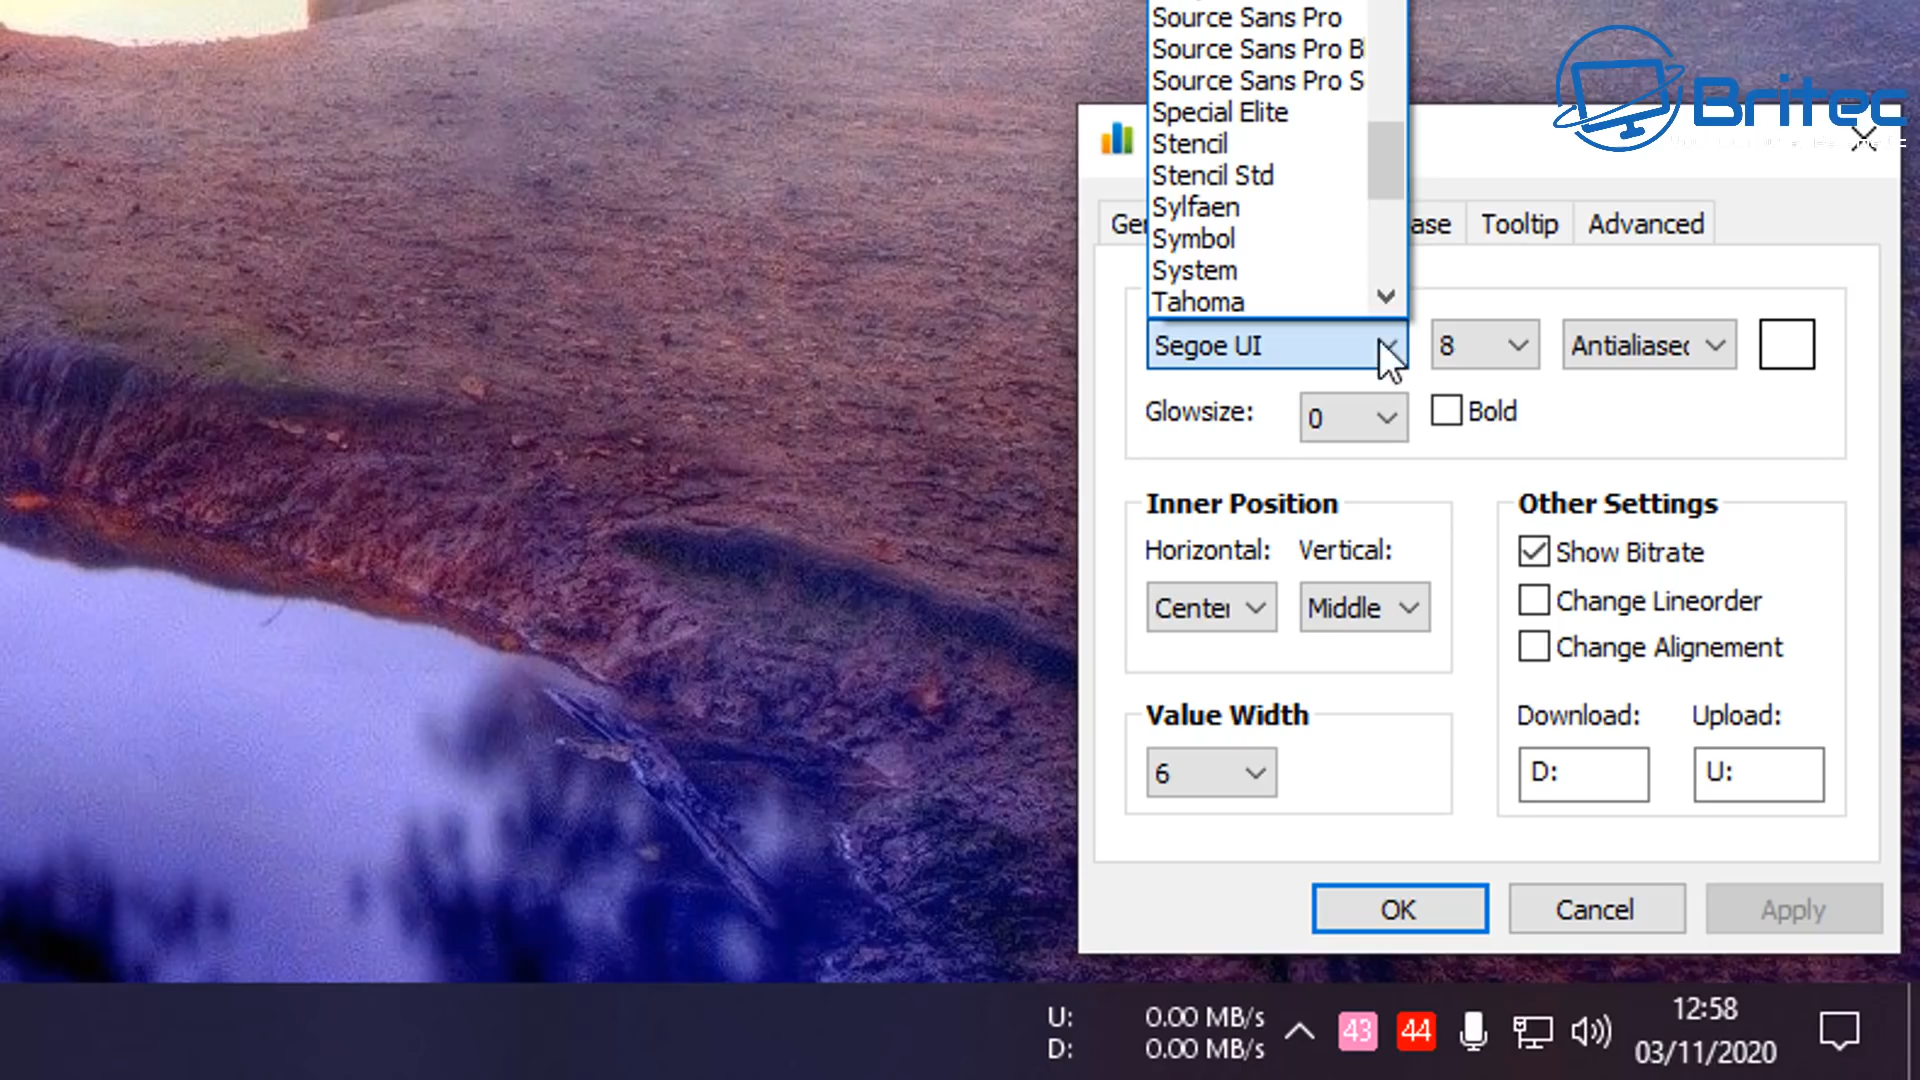 Source Sans Pro
Source Sans Pro B
Source Sans Pro S
Special Elite
Stencil
Stencil Std
Sylfaen
Symbol
System
Tahoma
Britec
Ger
ase
Tooltip
Advanced
Segoe UI
8
Antialiased
Glowsize:
0
Bold
Inner Position
Horizontal:
Vertical:
Center
Middle
Value Width
6
Other Settings
Show Bitrate
Change Lineorder
Change Alignement
Download:
Upload:
D:
U:
OK
Cancel
Apply
U: 0.00 MB/s
D: 0.00 MB/s
43
44
12:58
03/11/2020